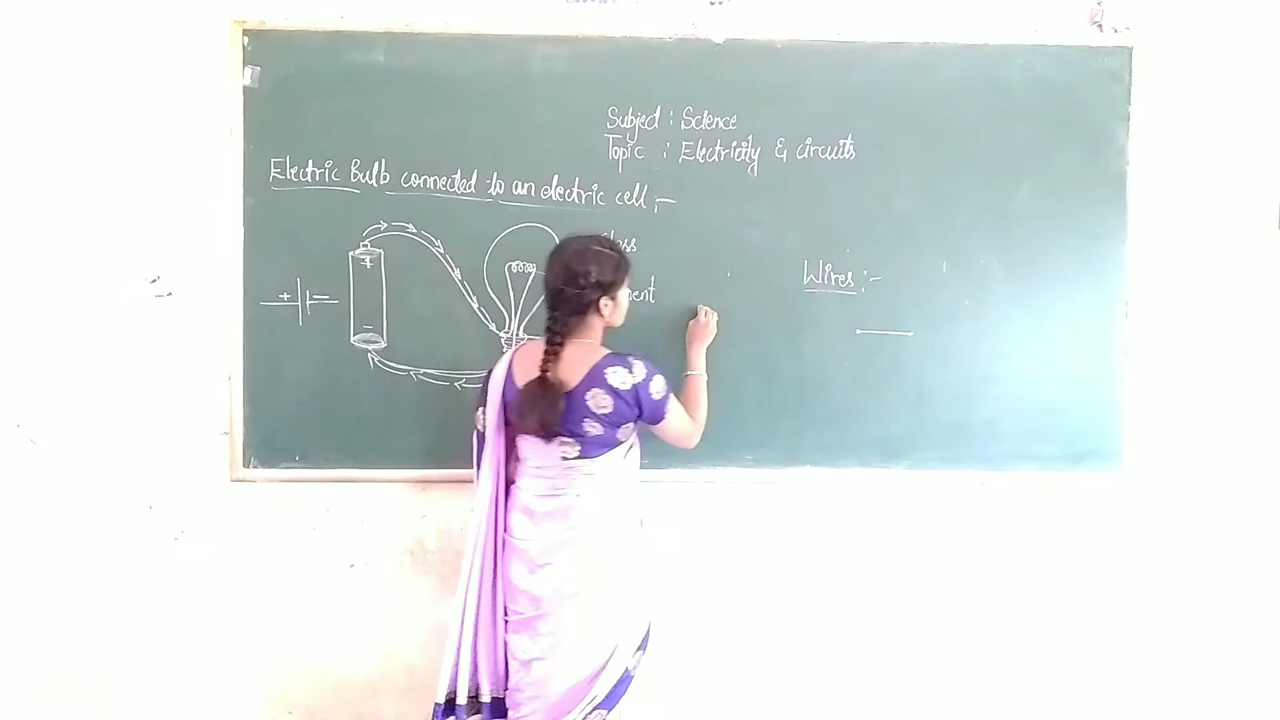 Subject : Science
Topic : Electricity & circuits
Electric Bulb connected to an electric cell :-
+
-
+ -
Wires :-